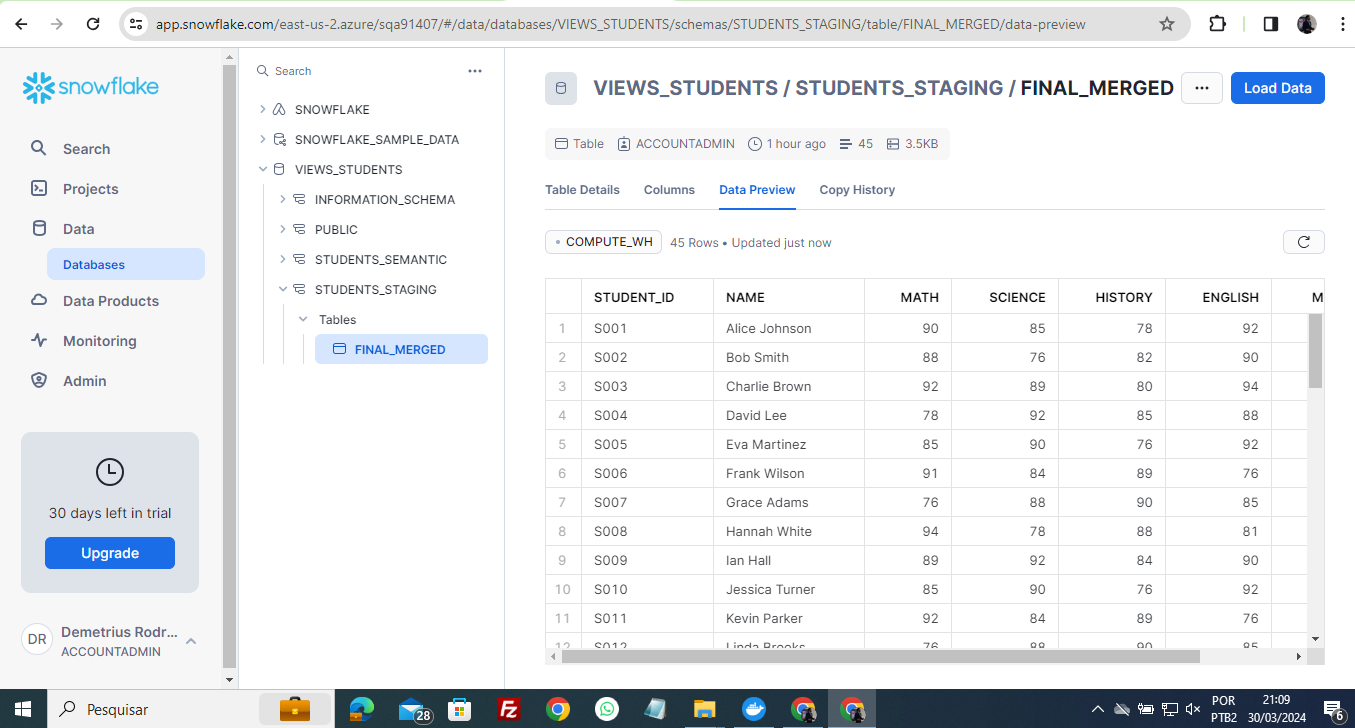 app.snowflake.com/east-us-2.azure/sqa91407/#/data/databases/VIEWS_STUDENTS/schemas/STUDENTS_STAGING/table/FINAL_MERGED/data-preview
snowflake
Search
Projects
Data
Databases
Data Products
Monitoring
Admin
30 days left in trial
Upgrade
DR
Demetrius Rodr...
ACCOUNTADMIN
Search
SNOWFLAKE
SNOWFLAKE_SAMPLE_DATA
VIEWS_STUDENTS
INFORMATION_SCHEMA
PUBLIC
STUDENTS_SEMANTIC
STUDENTS_STAGING
Tables
FINAL_MERGED
VIEWS_STUDENTS / STUDENTS_STAGING / FINAL_MERGED ... Load Data
Table ACCOUNTADMIN 1 hour ago 45 3.5KB
Table Details Columns Data Preview Copy History
COMPUTE_WH 45 Rows • Updated just now
STUDENT_ID NAME MATH SCIENCE HISTORY ENGLISH M
1 S001 Alice Johnson 90 85 78 92
2 S002 Bob Smith 88 76 82 90
3 S003 Charlie Brown 92 89 80 94
4 S004 David Lee 78 92 85 88
5 S005 Eva Martinez 85 90 76 92
6 S006 Frank Wilson 91 84 89 76
7 S007 Grace Adams 76 88 90 85
8 S008 Hannah White 94 78 88 81
9 S009 Ian Hall 89 92 84 90
10 S010 Jessica Turner 85 90 76 92
11 S011 Kevin Parker 92 84 89 76
12 S012 Linda Brooks 76 88 90 85
Pesquisar
28
POR
PTB2
21:09
30/03/2024
6